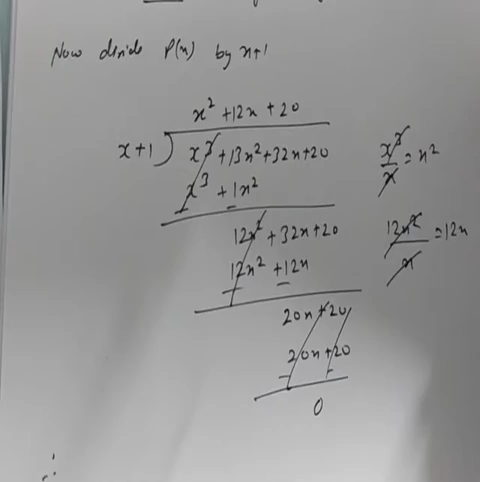 Now divide P(x) by x+1
x² + 12x + 20
x+1 ) x³ + 13x² + 32x + 20
x³/x = x²
x³ + 1x²
12x² + 32x + 20
12x²/x = 12x
12x² + 12x
20x + 20
20x + 20
0
∴